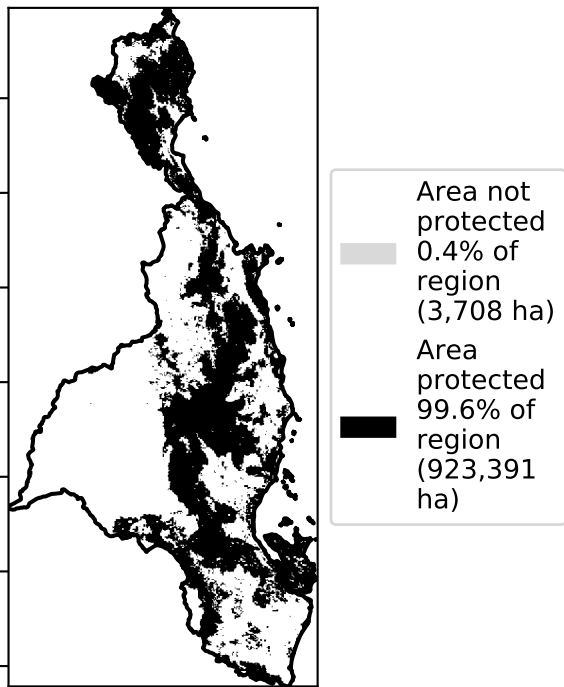 Area not
protected
0.4% of
region
(3,708 ha)
Area
protected
99.6% of
region
(923,391
ha)